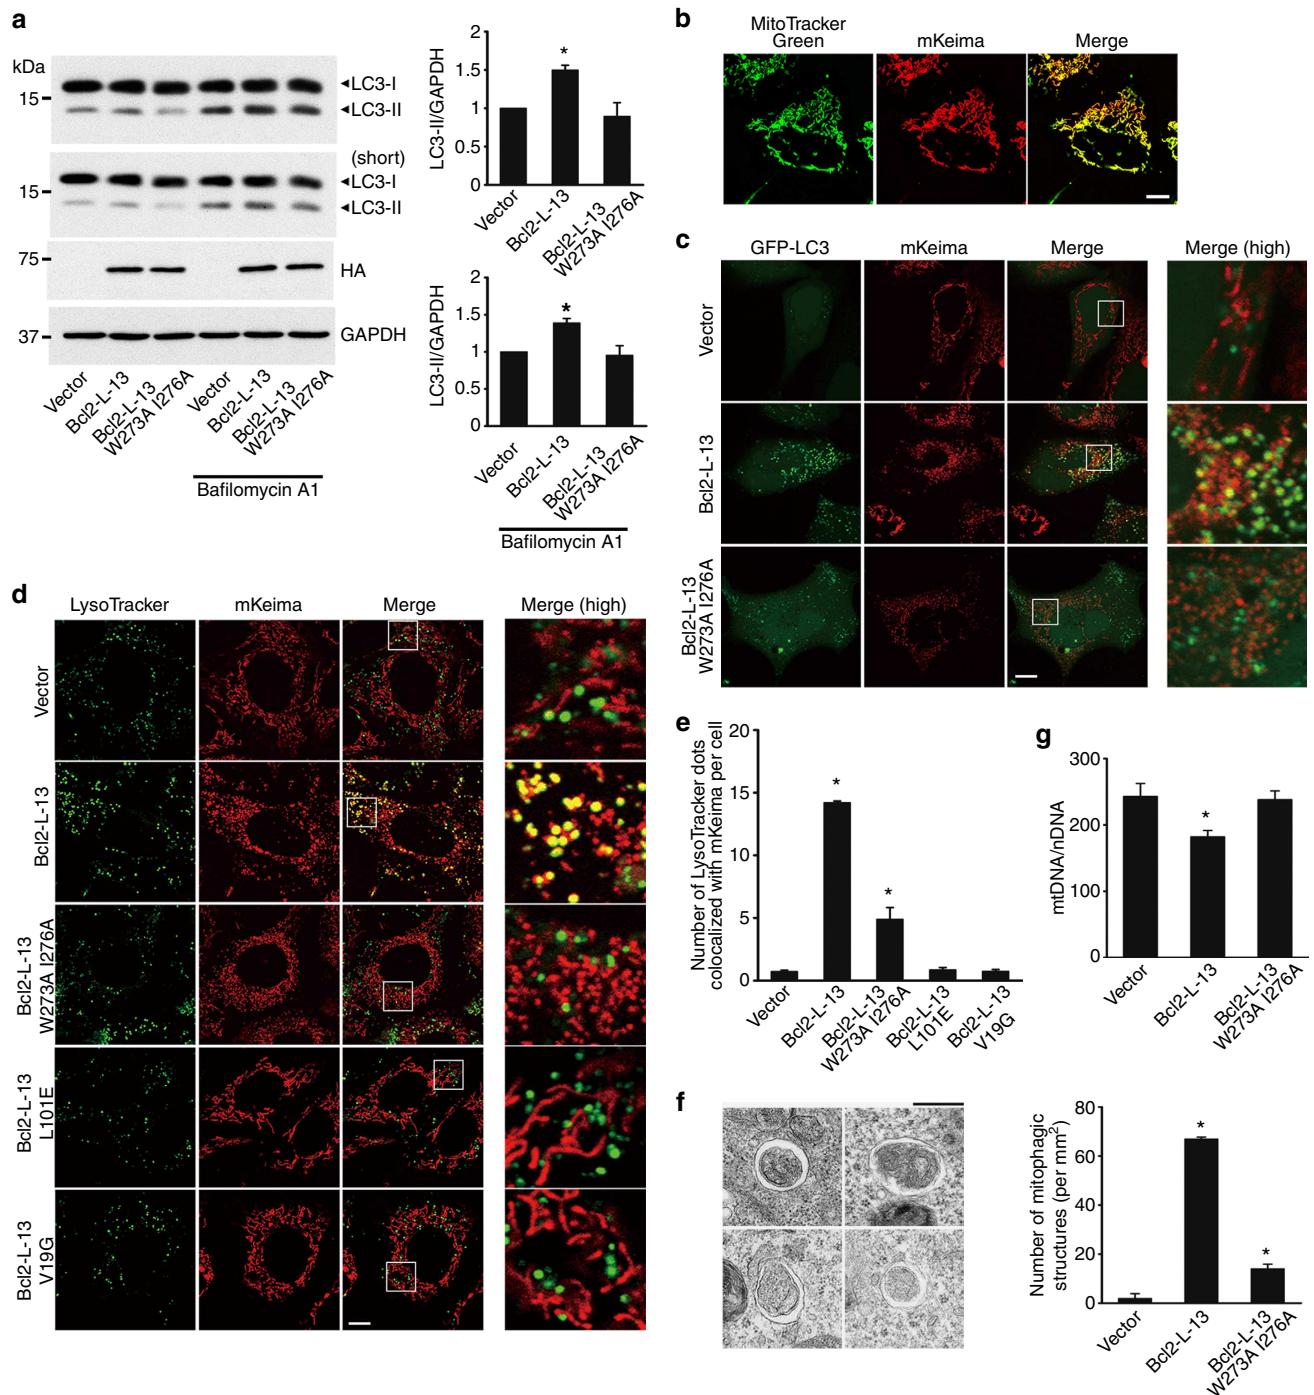 a
kDa
15
LC3-I
LC3-II
(short)
15
LC3-I
LC3-II
75
HA
37
GAPDH
Vector
Bcl2-L-13
Bcl2-L-13
W273A I276A
Vector
Bcl2-L-13
Bcl2-L-13
W273A I276A
Bafilomycin A1
LC3-II/GAPDH
2
1.5
1
0.5
0
*
Vector
Bcl2-L-13
Bcl2-L-13
W273A I276A
LC3-II/GAPDH
2
1.5
1
0.5
0
*
Vector
Bcl2-L-13
Bcl2-L-13
W273A I276A
Bafilomycin A1
b
MitoTracker
Green
mKeima
Merge
c
GFP-LC3
mKeima
Merge
Merge (high)
Vector
Bcl2-L-13
Bcl2-L-13
W273A I276A
d
LysoTracker
mKeima
Merge
Merge (high)
Vector
Bcl2-L-13
Bcl2-L-13
W273A I276A
Bcl2-L-13
L101E
Bcl2-L-13
V19G
e
Number of LysoTracker dots
colocalized with mKeima per cell
20
15
10
5
0
*
*
Vector
Bcl2-L-13
Bcl2-L-13
W273A I276A
Bcl2-L-13
L101E
Bcl2-L-13
V19G
g
mtDNA/nDNA
300
200
100
0
*
Vector
Bcl2-L-13
Bcl2-L-13
W273A I276A
f
Number of mitophagic
structures (per mm2)
80
60
40
20
0
*
*
Vector
Bcl2-L-13
Bcl2-L-13
W273A I276A